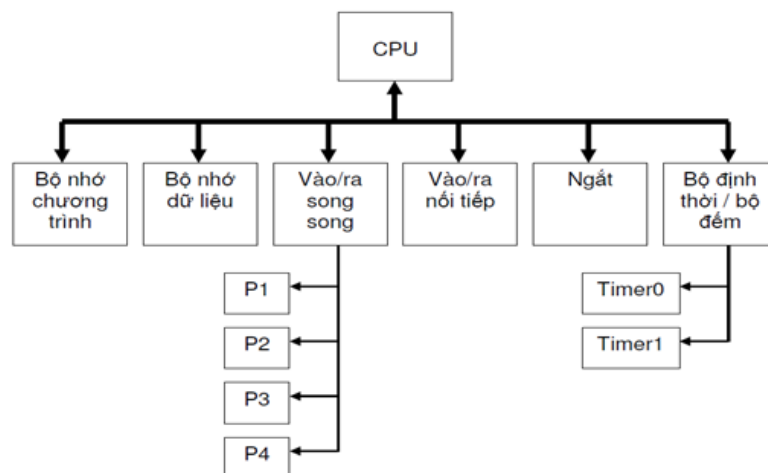 CPU
Bộ nhớ
chương
trình
Bộ nhớ
dữ liệu
Vào/ra
song
song
Vào/ra
nối tiếp
Ngắt
Bộ định
thời / bộ
đếm
P1
P2
P3
P4
Timer0
Timer1